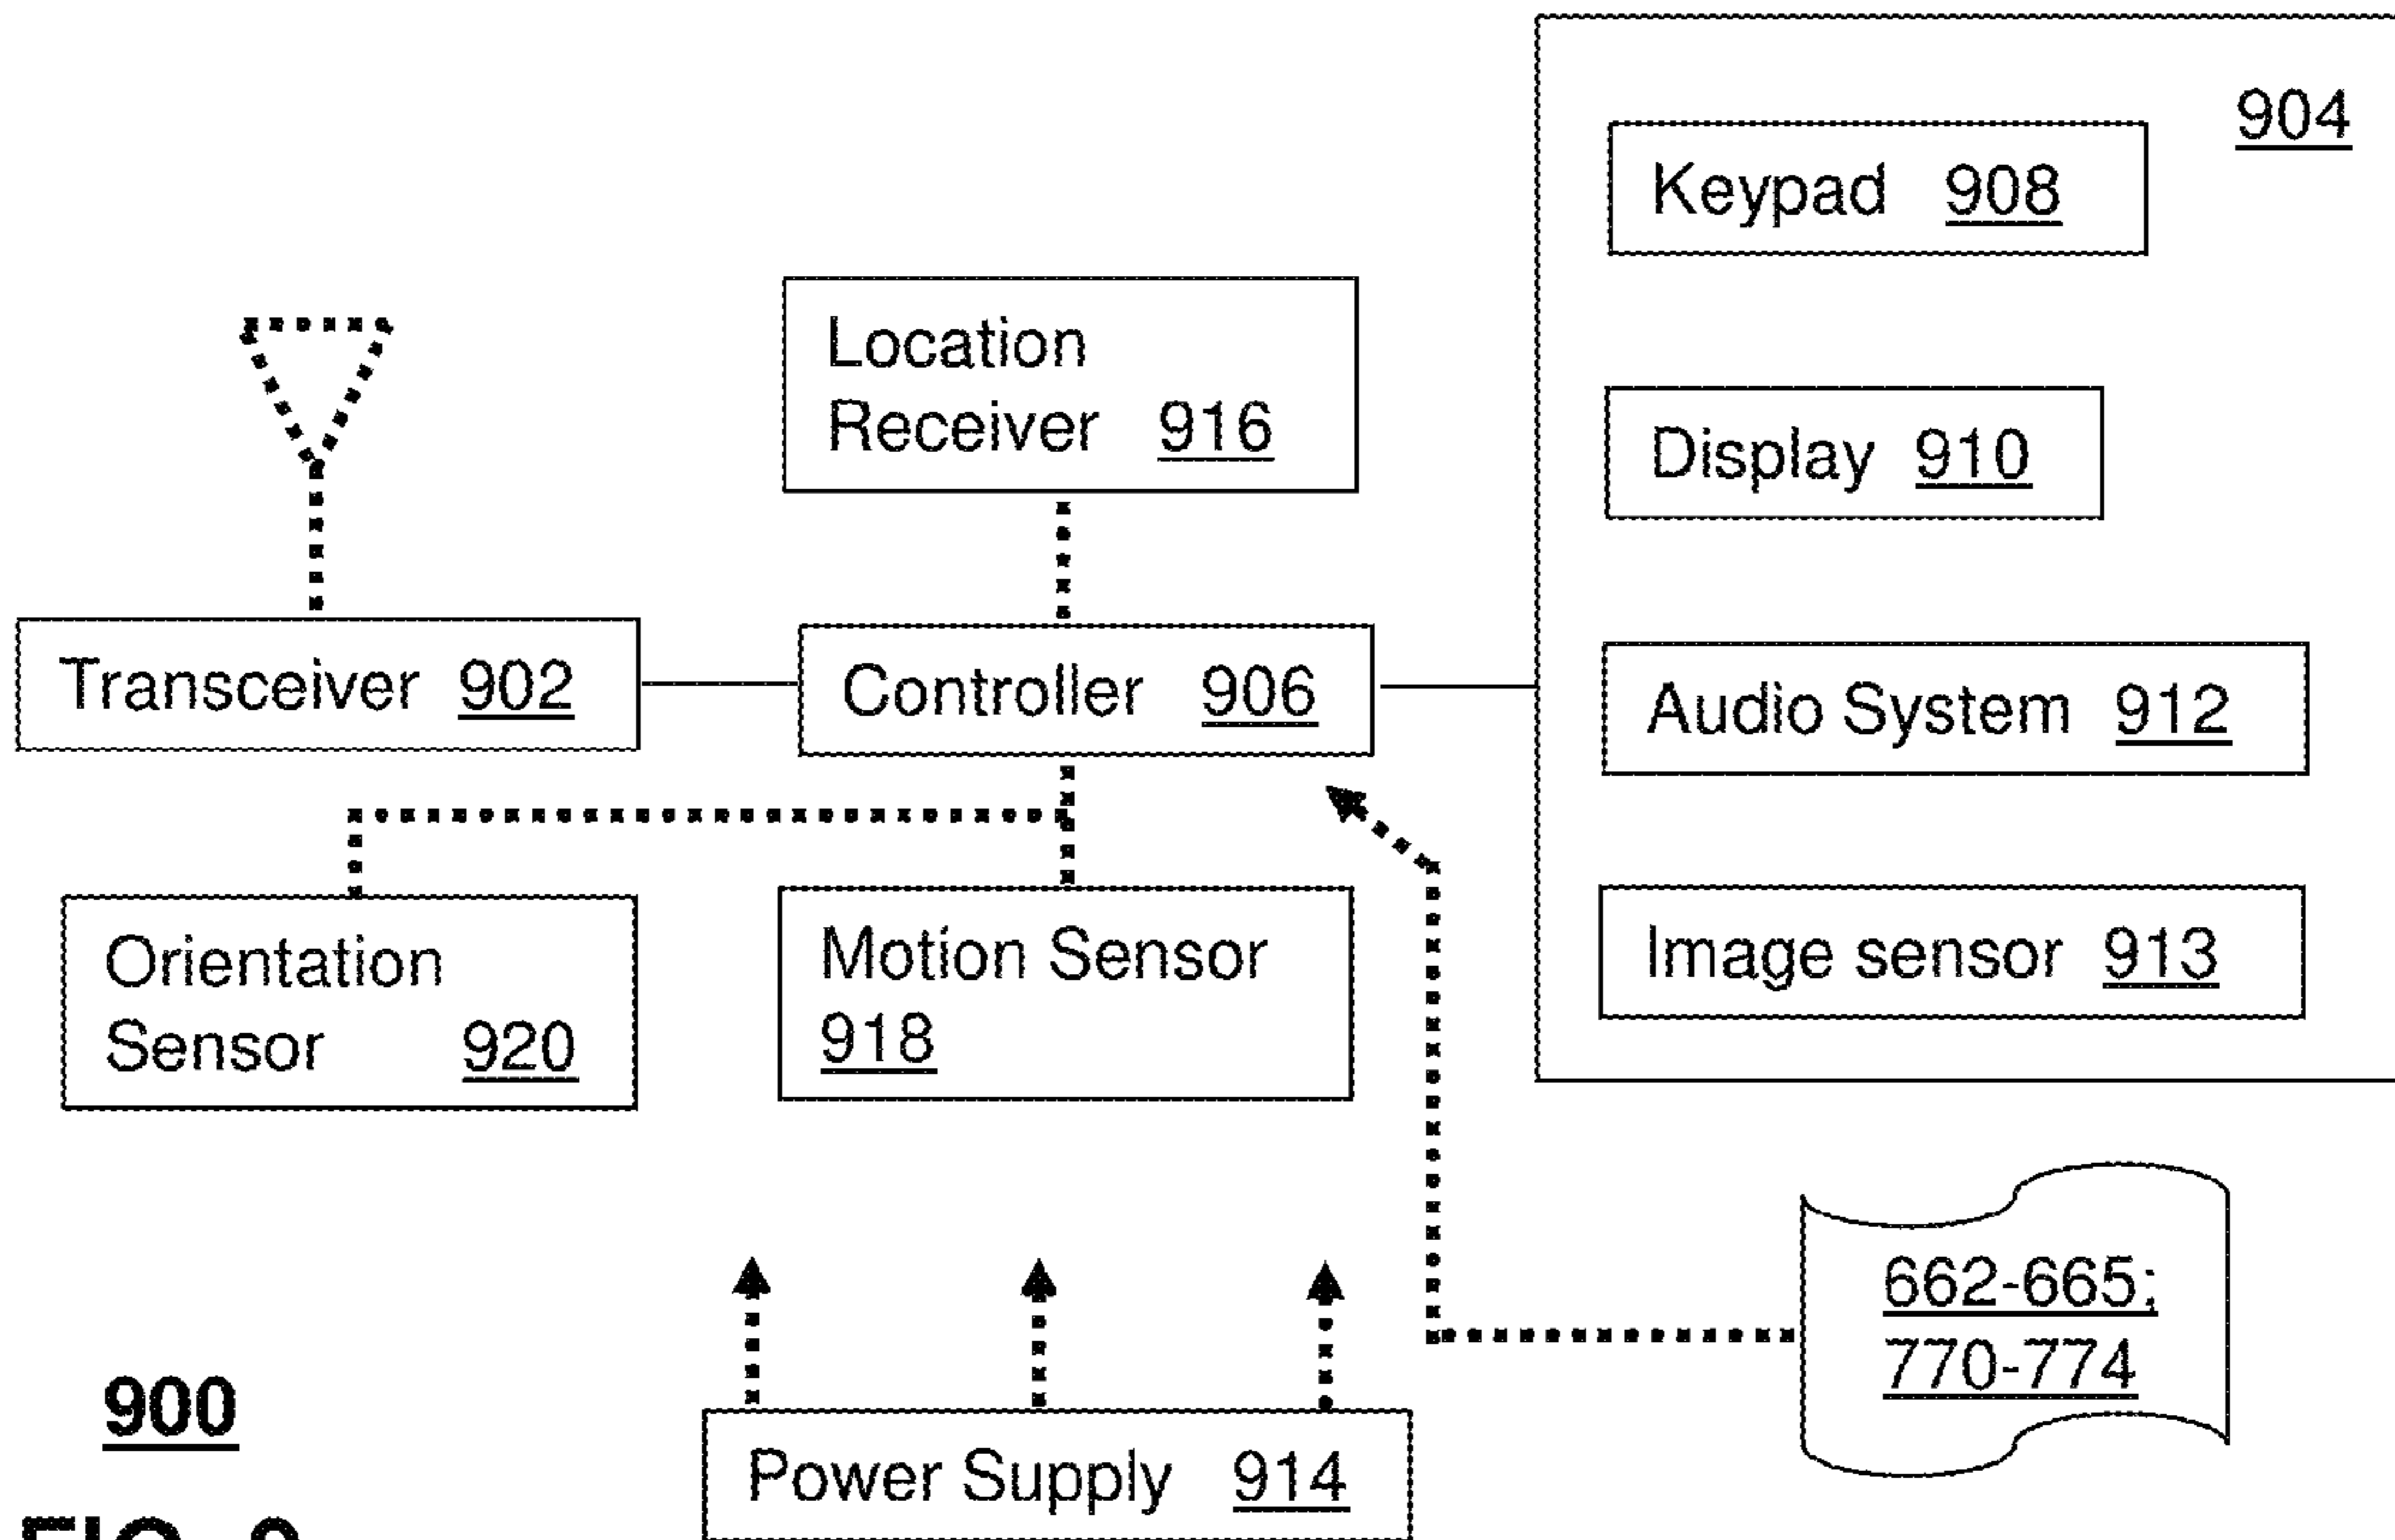 904
Keypad 908
Location
Receiver 916
Display 910
Transceiver 902
Controller 906
Audio System 912
Orientation
Sensor 920
Motion Sensor
918
Image sensor 913
662-665;
770-774
900
Power Supply 914